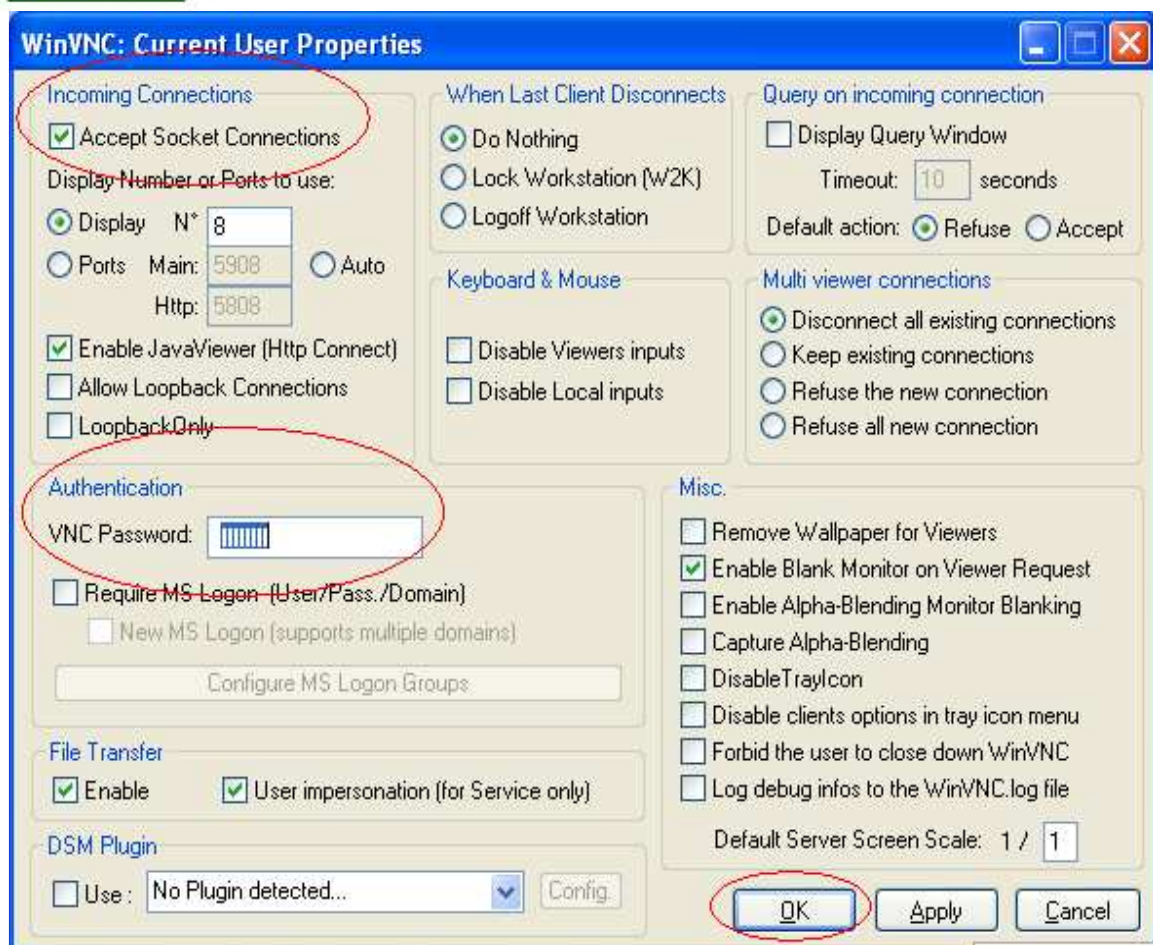 WinVNC: Current User Properties
Incoming Connections
Accept Socket Connections
Display Number or Ports to use:
Display N° 8
Ports Main: 5908 Auto
Http: 5808
Enable JavaViewer (Http Connect)
Allow Loopback Connections
LoopbackOnly
When Last Client Disconnects
Do Nothing
Lock Workstation (W2K)
Logoff Workstation
Query on incoming connection
Display Query Window
Timeout: 10 seconds
Default action: Refuse Accept
Keyboard & Mouse
Disable Viewers inputs
Disable Local inputs
Multi viewer connections
Disconnect all existing connections
Keep existing connections
Refuse the new connection
Refuse all new connection
Authentication
VNC Password:
Require MS Logon (User/Pass./Domain)
New MS Logon (supports multiple domains)
Configure MS Logon Groups
Misc.
Remove Wallpaper for Viewers
Enable Blank Monitor on Viewer Request
Enable Alpha-Blending Monitor Blanking
Capture Alpha-Blending
DisableTrayIcon
Disable clients options in tray icon menu
Forbid the user to close down WinVNC
Log debug infos to the WinVNC.log file
Default Server Screen Scale: 1 / 1
File Transfer
Enable User impersonation (for Service only)
DSM Plugin
Use : No Plugin detected... Config.
OK Apply Cancel